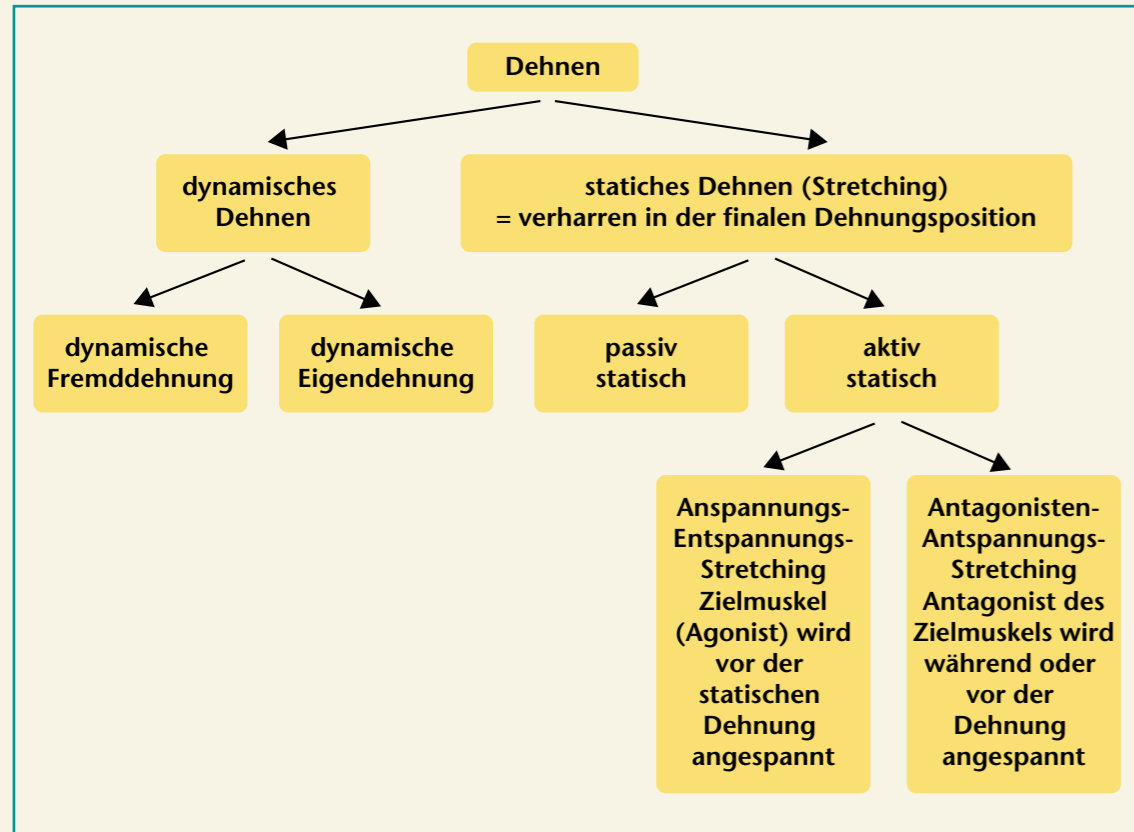 Dehnen
dynamisches
Dehnen
statiches Dehnen (Stretching)
= verharren in der finalen Dehnungsposition
dynamische
Fremddehnung
dynamische
Eigendehnung
passiv
statisch
aktiv
statisch
Anspannungs-
Entspannungs-
Stretching
Zielmuskel
(Agonist) wird
vor der
statischen
Dehnung
angespannt
Antagonisten-
Antspannungs-
Stretching
Antagonist des
Zielmuskels wird
während oder
vor der
Dehnung
angespannt